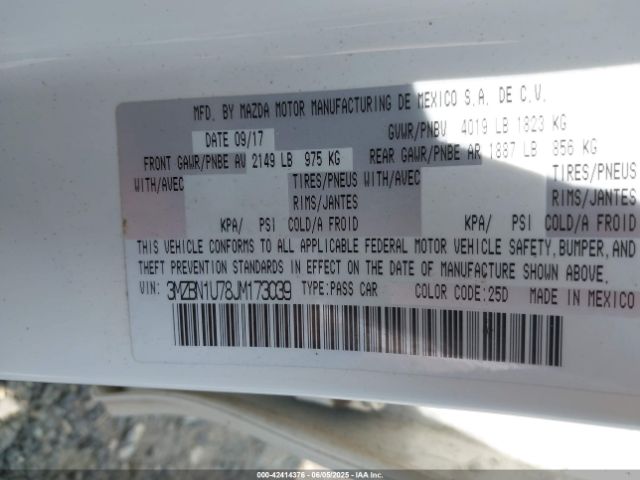 MFD. BY MAZDA MOTOR MANUFACTURING DE MEXICO S.A. DE C.V.
DATE 09/17 GVWR/PNBV 4019 LB 1823 KG
FRONT GAWR/PNBE AV 2149 LB 975 KG REAR GAWR/PNBE AR 1887 LB 856 KG
WITH/AVEC TIRES/PNEUS WITH/AVEC TIRES/PNEUS
RIMS/JANTES RIMS/JANTES
KPA/ PSI COLD/A FROID KPA/ PSI COLD/A FROID
THIS VEHICLE CONFORMS TO ALL APPLICABLE FEDERAL MOTOR VEHICLE SAFETY, BUMPER, AND
THEFT PREVENTION STANDARDS IN EFFECT ON THE DATE OF MANUFACTURE SHOWN ABOVE.
VIN: 3MZBN1U78JM173039 TYPE:PASS CAR COLOR CODE:25D MADE IN MEXICO
000-42414376 - 06/05/2025 - COPYRIGHT IAA, LLC.